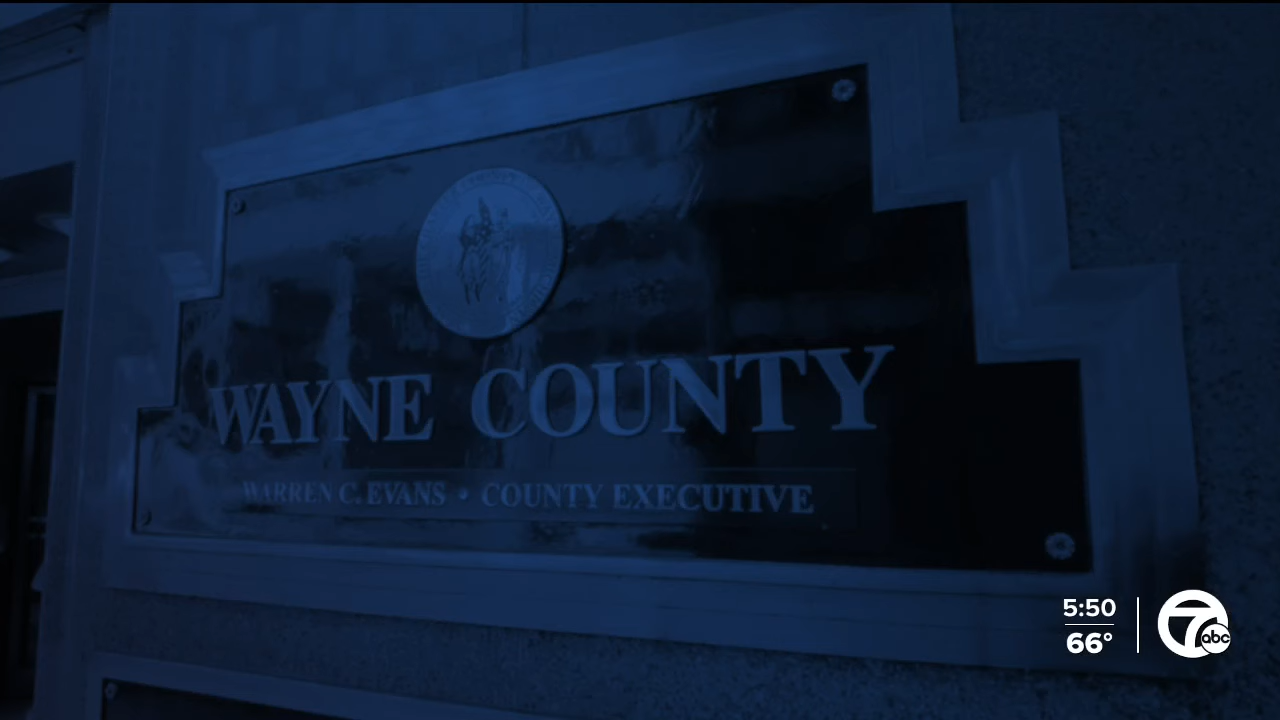 WAYNE COUNTY
WARREN C. EVANS • COUNTY EXECUTIVE
5:50
66°
7
abc